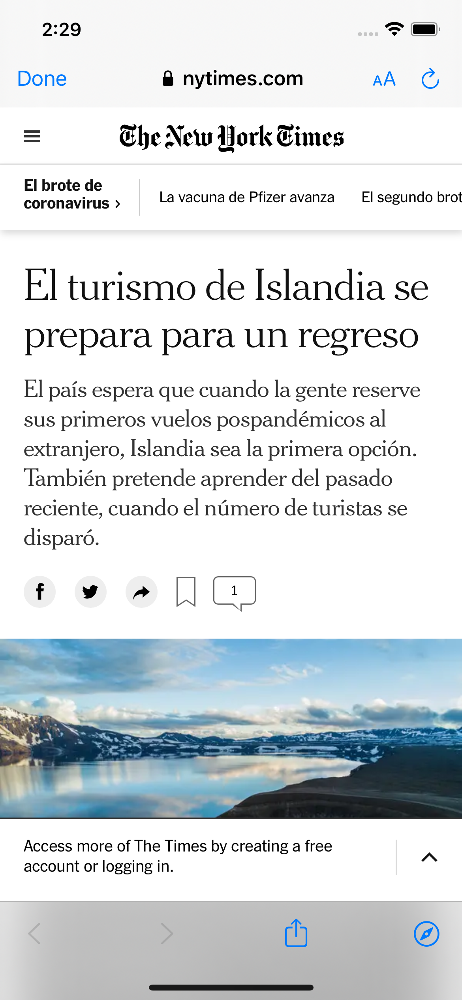 2:29
Done
nytimes.com
AA
The New York Times
El brote de
coronavirus ›
La vacuna de Pfizer avanza
El segundo brot
El turismo de Islandia se
prepara para un regreso
El país espera que cuando la gente reserve
sus primeros vuelos pospandémicos al
extranjero, Islandia sea la primera opción.
También pretende aprender del pasado
reciente, cuando el número de turistas se
disparó.
1
Access more of The Times by creating a free
account or logging in.